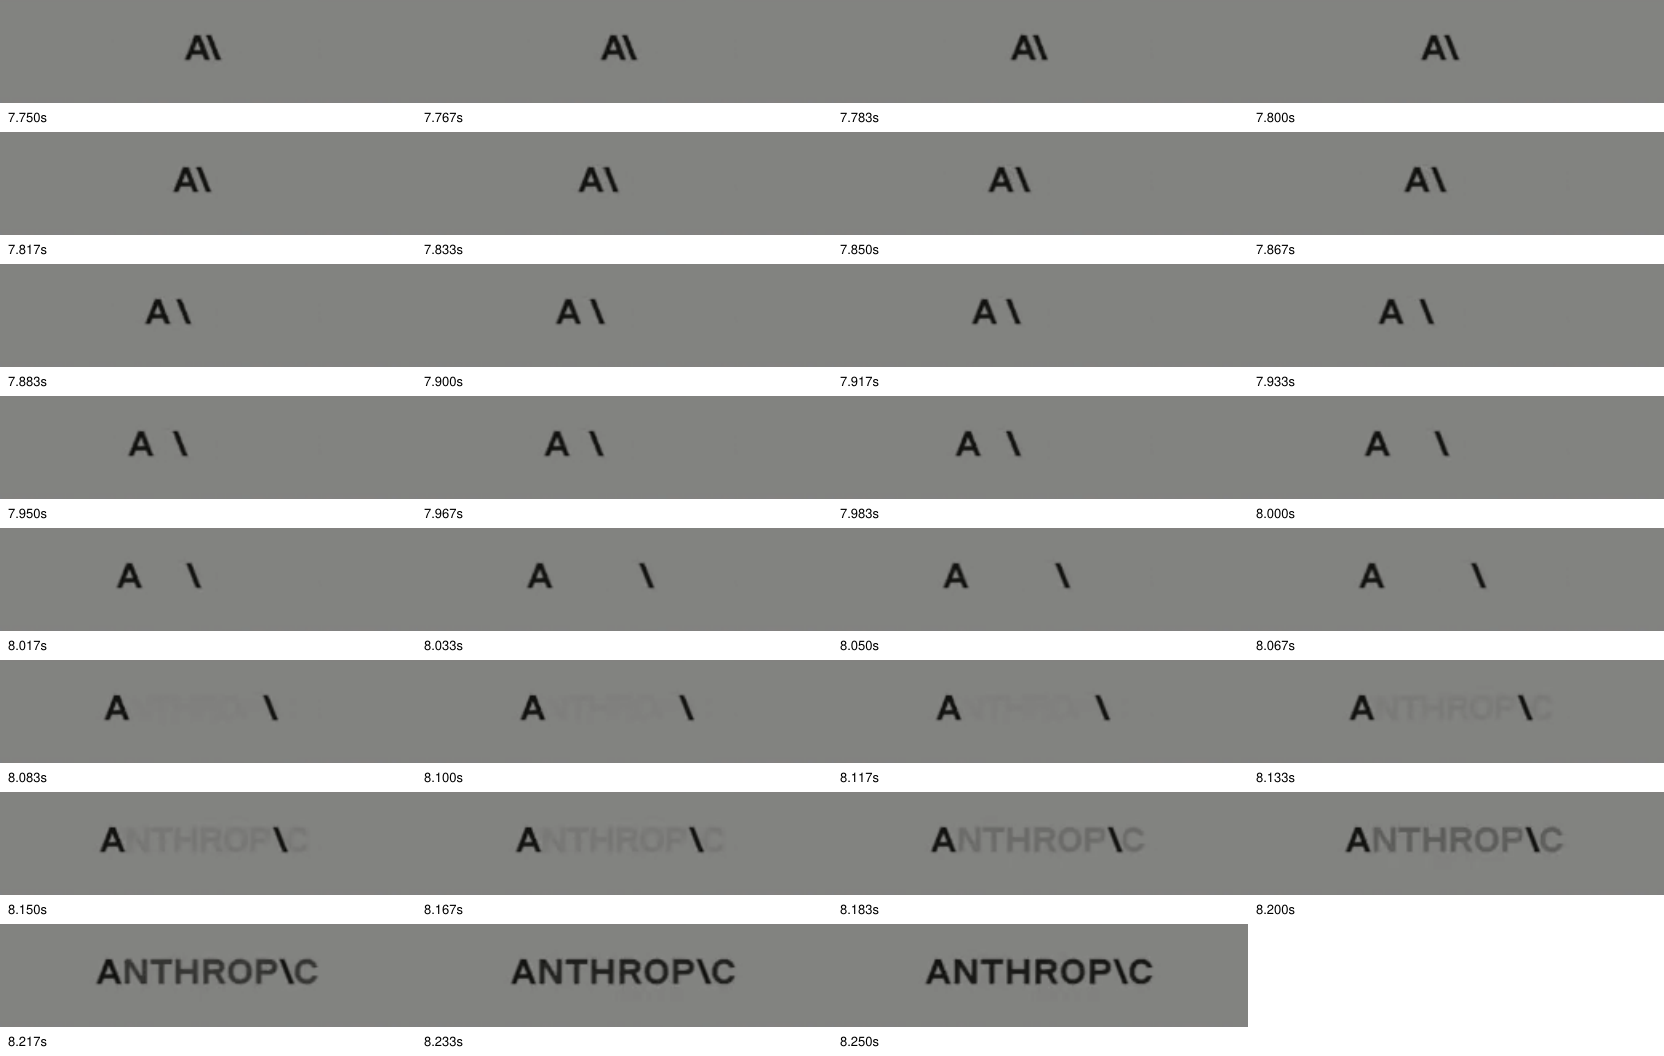 A\ A\ A\ A\
7.750s 7.767s 7.783s 7.800s
A\ A\ A\ A\
7.817s 7.833s 7.850s 7.867s
A \ A \ A \ A \
7.883s 7.900s 7.917s 7.933s
A \ A \ A \ A \
7.950s 7.967s 7.983s 8.000s
A \ A \ A \ A \
8.017s 8.033s 8.050s 8.067s
A \ A \ A \ ANTHROP\C
8.083s 8.100s 8.117s 8.133s
ANTHROP\C ANTHROP\C ANTHROP\C ANTHROP\C
8.150s 8.167s 8.183s 8.200s
ANTHROP\C ANTHROP\C ANTHROP\C
8.217s 8.233s 8.250s